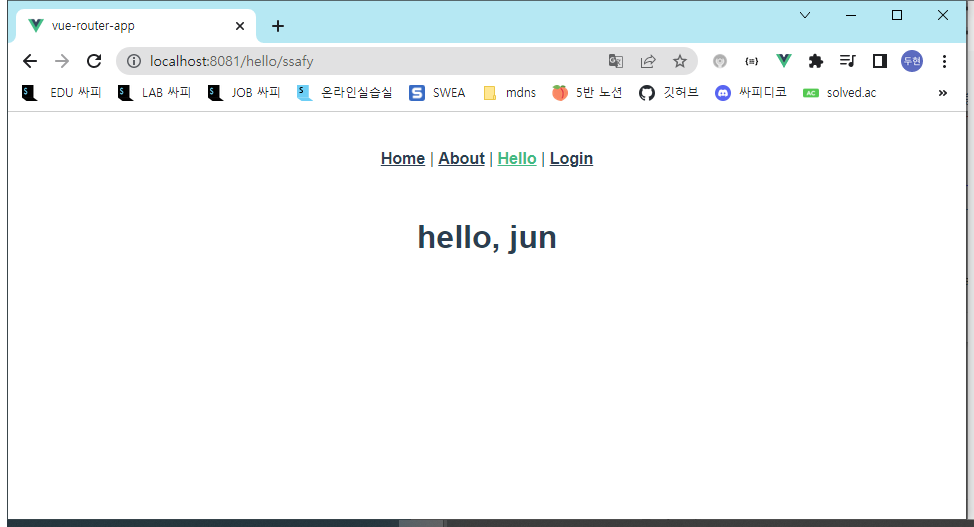 vue-router-app
localhost:8081/hello/ssafy
두현
EDU 싸피 LAB 싸피 JOB 싸피 온라인실습실 SWEA mdns 5반 노션 깃허브 싸피디코 AC solved.ac »
Home | About | Hello | Login
hello, jun